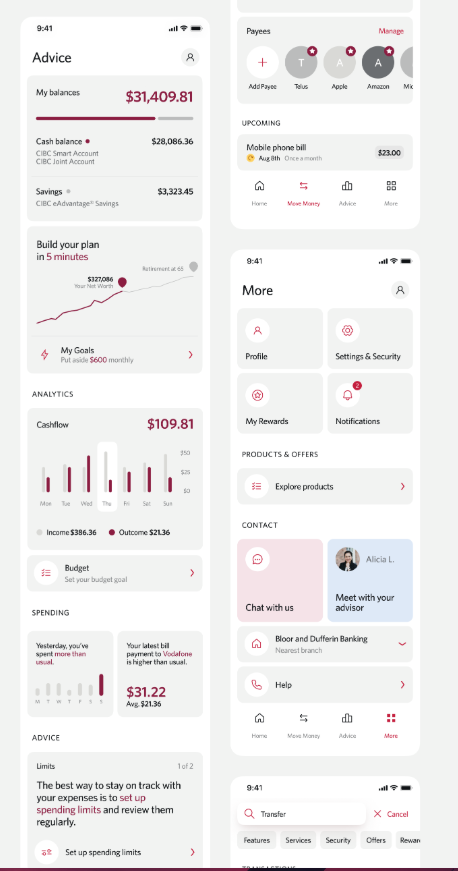 9:41
Advice
My balances
$31,409.81
Cash balance
$28,086.36
CIBC Smart Account
CIBC Joint Account
Savings
$3,323.45
CIBC eAdvantage® Savings
Build your plan
in 5 minutes
Retirement at 65
$327,086
Your Net Worth
My Goals
Put aside $600 monthly
ANALYTICS
Cashflow
$109.81
$50
$25
$0
Mon Tue Wed Thu Fri Sat Sun
Income $386.36 Outcome $21.36
Budget
Set your budget goal
SPENDING
Yesterday, you've
spent more than
usual.
M T W T F S S
Your latest bill
payment to Vodafone
is higher than usual.
$31.22
Avg. $21.36
ADVICE
Limits
1 of 2
The best way to stay on track with
your expenses is to set up
spending limits and review them
regularly.
Set up spending limits
Payees
Manage
T A A
Add Payee Telus Apple Amazon Mic
UPCOMING
Mobile phone bill
Aug 8th Once a month
$23.00
Home Move Money Advice More
9:41
More
Profile
Settings & Security
My Rewards
2
Notifications
PRODUCTS & OFFERS
Explore products
CONTACT
Chat with us
Alicia L.
Meet with your
advisor
Bloor and Dufferin Banking
Nearest branch
Help
Home Move Money Advice More
9:41
Transfer
Cancel
Features Services Security Offers Rewar
TRANSACTIONS